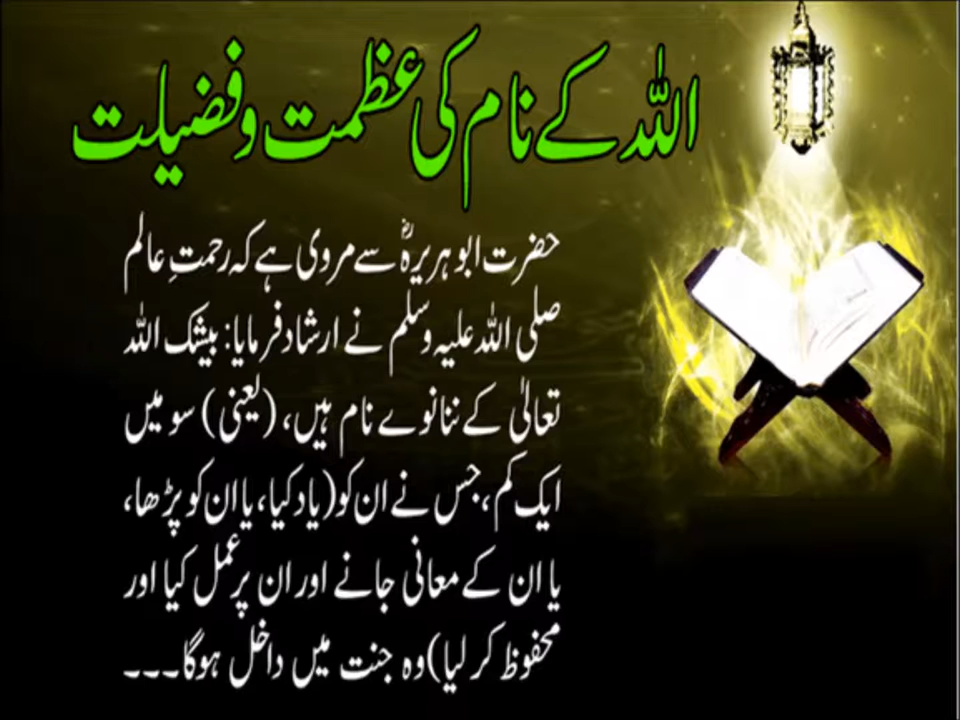 اللہ کے نام کی عظمت و فضیلت
حضرت ابو ہریرہؓ سے مروی ہے کہ رحمتِ عالم
صلی اللہ علیہ وسلم نے ارشاد فرمایا: بیشک اللہ
تعالیٰ کے ننانوے نام ہیں، (یعنی) سو میں
ایک کم، جس نے ان کو (یاد کیا، یا ان کو پڑھا،
یا ان کے معانی جانے اور ان پر عمل کیا اور
محفوظ کر لیا) وہ جنت میں داخل ہوگا۔۔۔